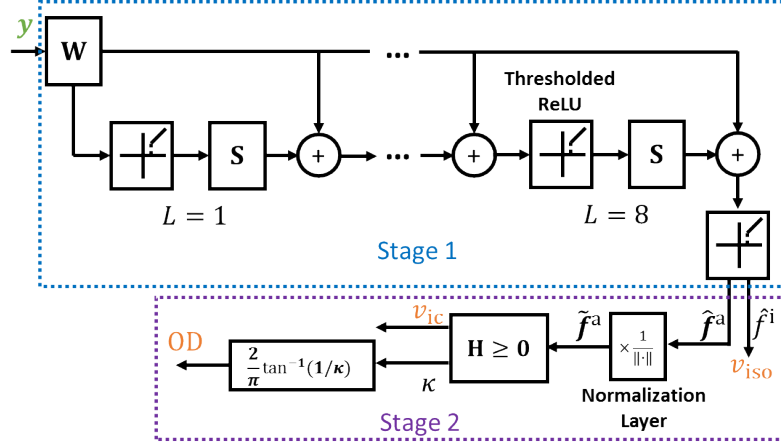 y
W
...
Thresholded
ReLU
S
+
...
+
S
+
L = 1
L = 8
Stage 1
v_ic
f̃^a
f̂^a
f̂^i
OD
2/π tan⁻¹(1/κ)
H ≥ 0
× 1/‖·‖
v_iso
κ
Normalization
Layer
Stage 2